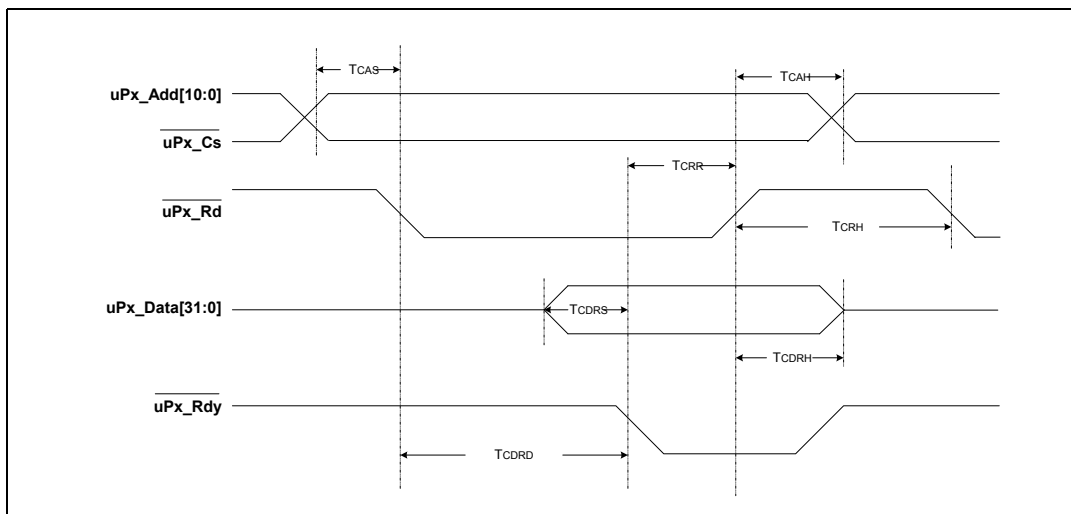 TCAS
TCAH
uPx_Add[10:0]
uPx_Cs
TCRR
uPx_Rd
TCRH
uPx_Data[31:0]
TCDRS
TCDRH
uPx_Rdy
TCDRD